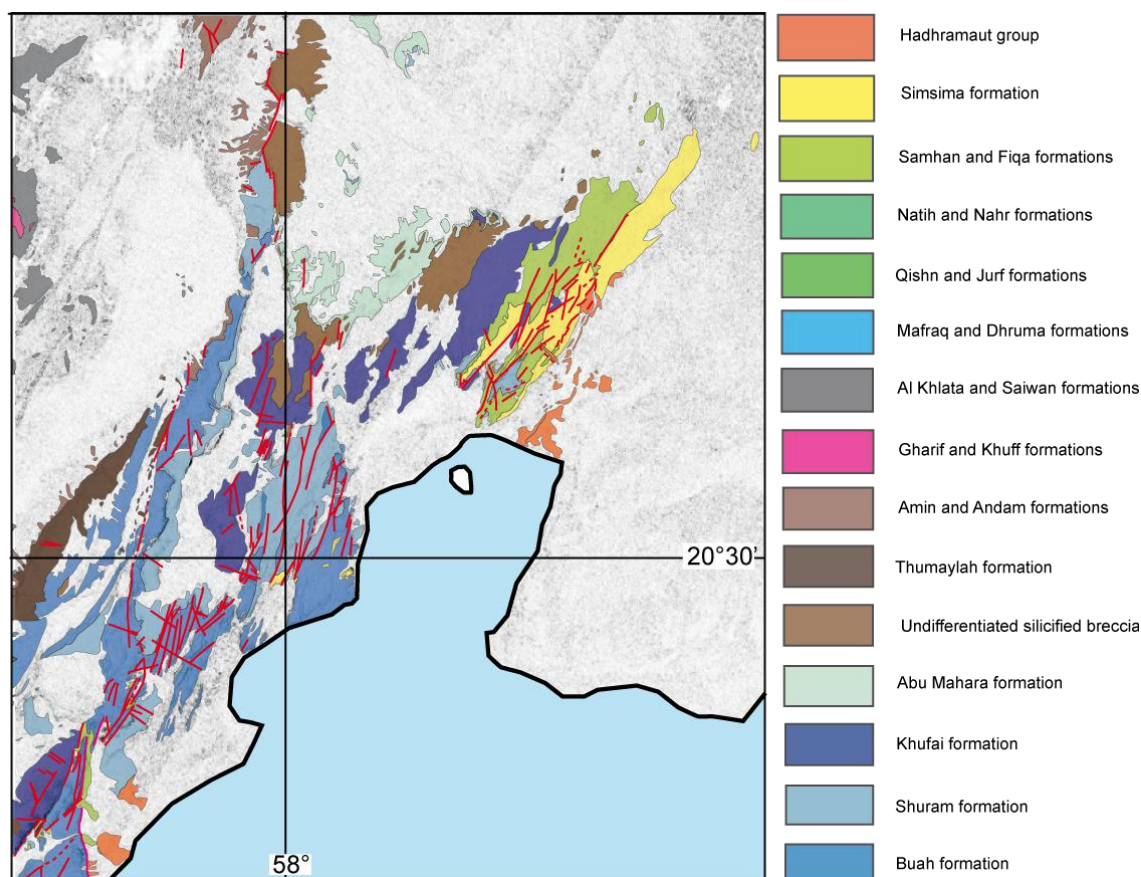 Hadhramaut group
Simsima formation
Samhan and Fiqa formations
Natih and Nahr formations
Qishn and Jurf formations
Mafraq and Dhruma formations
Al Khlata and Saiwan formations
Gharif and Khuff formations
Amin and Andam formations
Thumaylah formation
Undifferentiated silicified breccia
Abu Mahara formation
Khufai formation
Shuram formation
Buah formation
20°30
58°